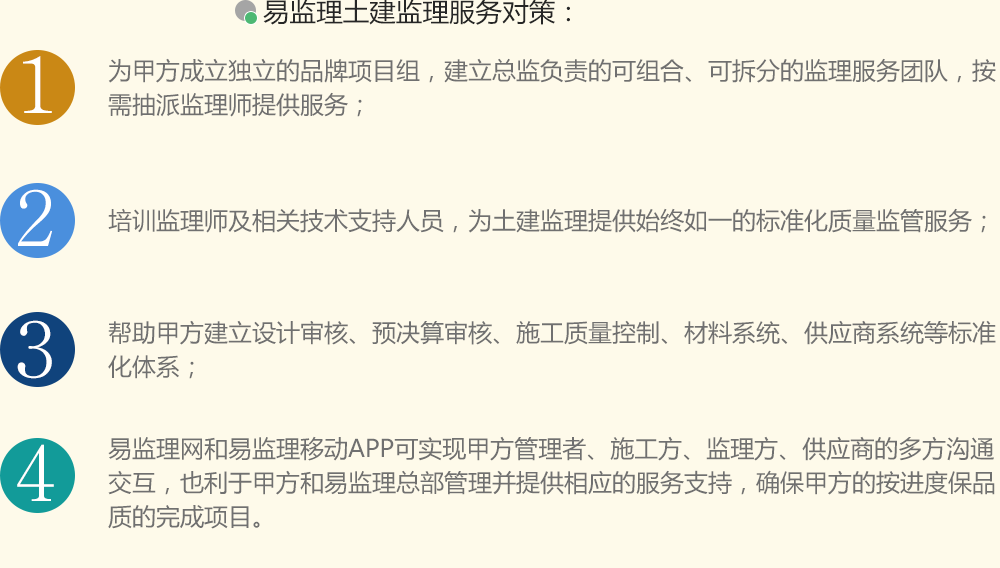 易监理土建监理服务对策：
1
为甲方成立独立的品牌项目组，建立总监负责的可组合、可拆分的监理服务团队，按
需抽派监理师提供服务；
2
培训监理师及相关技术支持人员，为土建监理提供始终如一的标准化质量监管服务；
3
帮助甲方建立设计审核、预决算审核、施工质量控制、材料系统、供应商系统等标准
化体系；
4
易监理网和易监理移动APP可实现甲方管理者、施工方、监理方、供应商的多方沟通
交互，也利于甲方和易监理总部管理并提供相应的服务支持，确保甲方的按进度保品
质的完成项目。